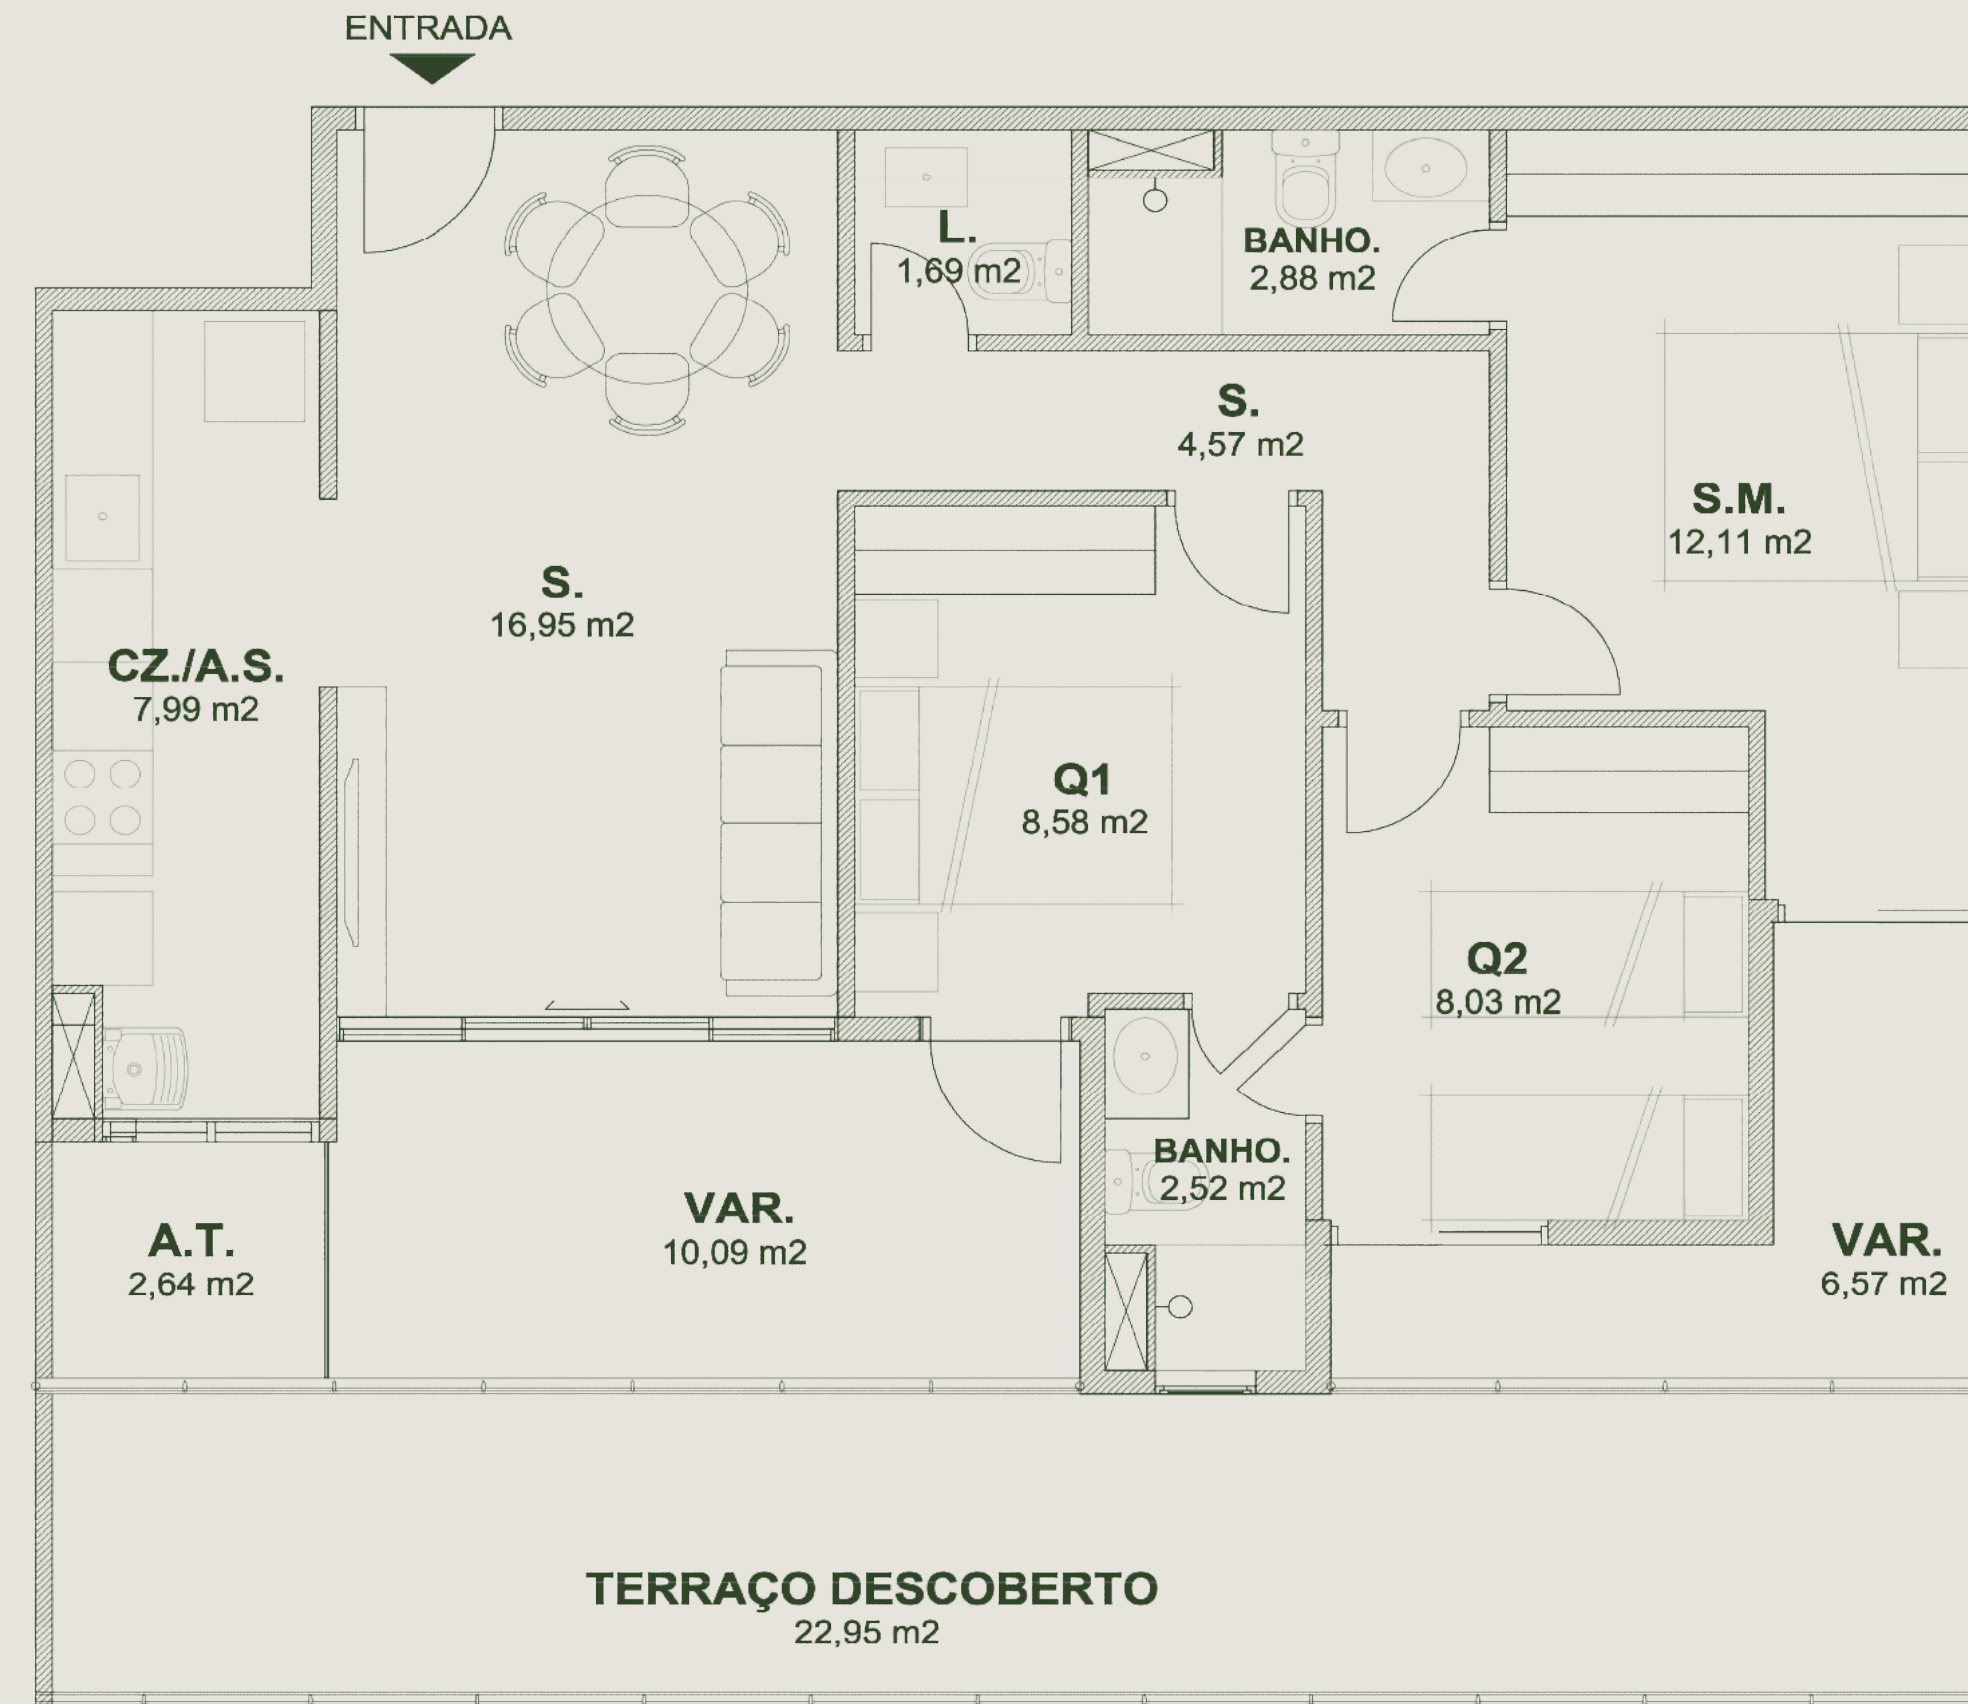 ENTRADA
L.
1,69 m2
BANHO.
2,88 m2
S.
4,57 m2
S.M.
12,11 m2
S.
16,95 m2
CZ./A.S.
7,99 m2
Q1
8,58 m2
Q2
8,03 m2
BANHO.
2,52 m2
VAR.
10,09 m2
A.T.
2,64 m2
VAR.
6,57 m2
TERRAÇO DESCOBERTO
22,95 m2